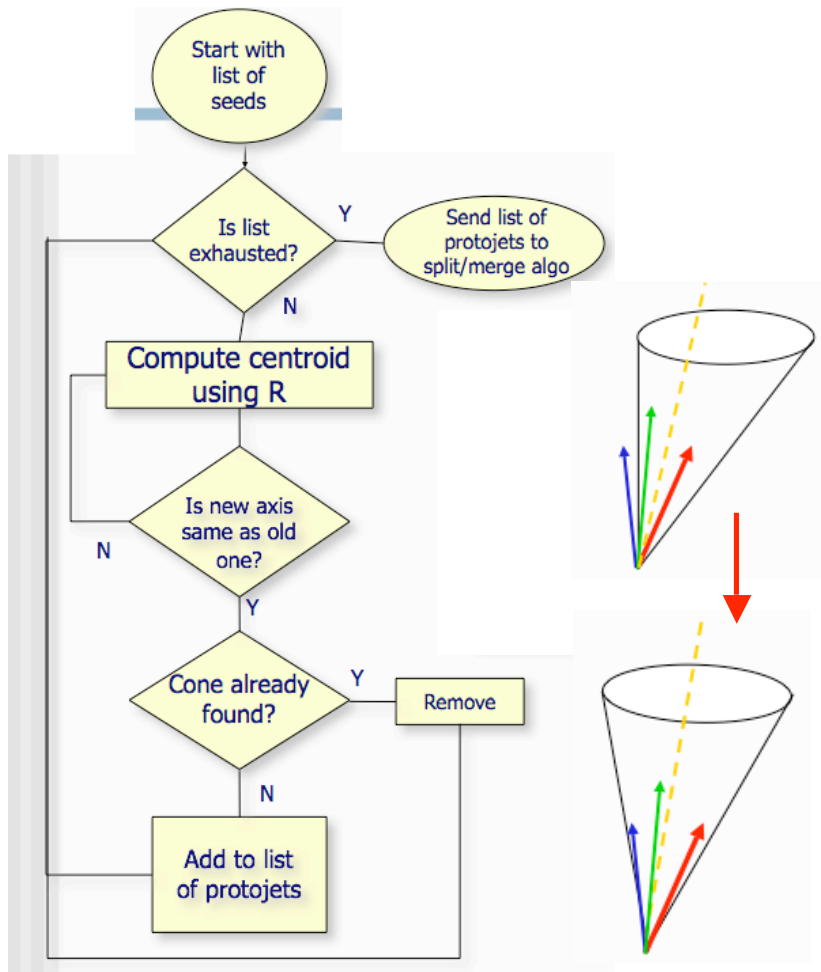 Start with
list of
seeds
Is list
exhausted?
Y
Send list of
protojets to
split/merge algo
N
Compute centroid
using R
Is new axis
same as old
one?
N
Y
Cone already
found?
Y
Remove
N
Add to list
of protojets